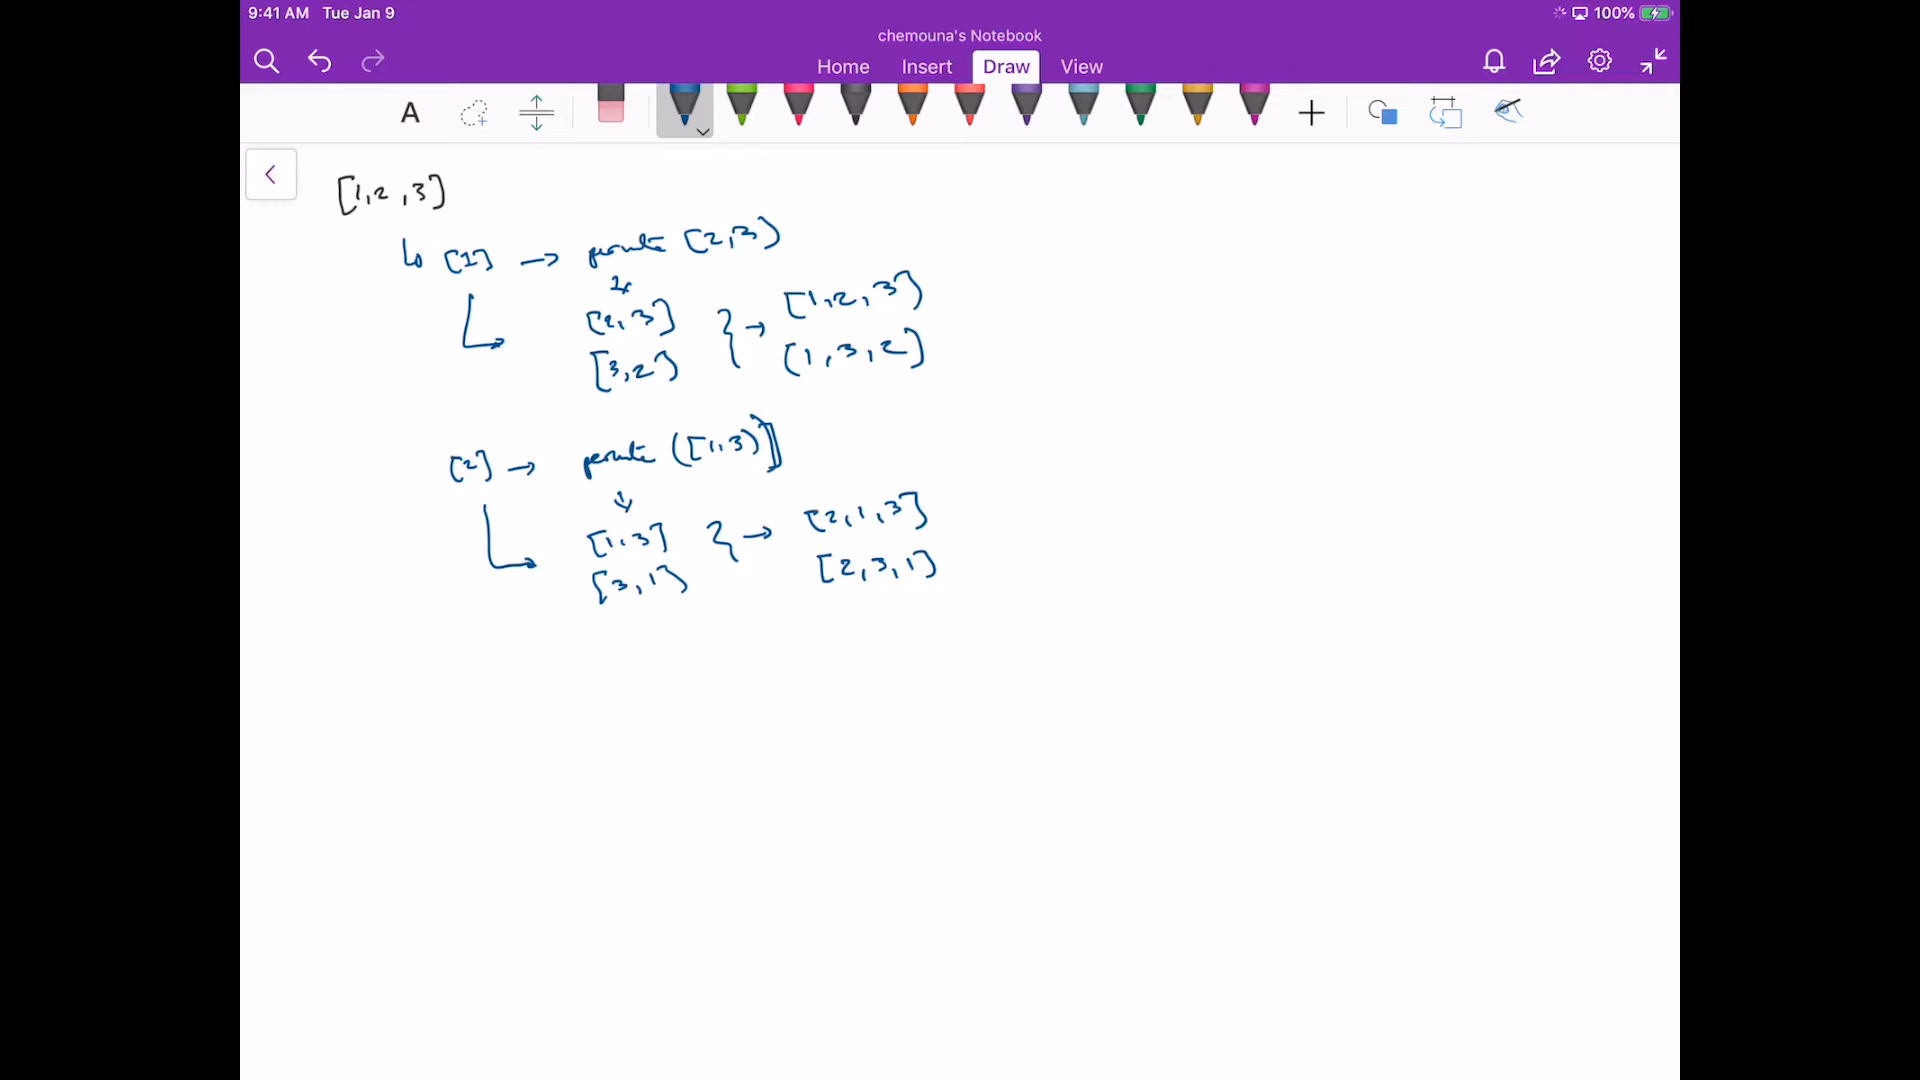 9:41 AM Tue Jan 9
100%
chemouna's Notebook
Home Insert Draw View
A
[1,2,3]
[1] → permute [2,3]
[2,3] } → [1,2,3]
[3,2] [1,3,2]
[2] → permute ([1,3)]
[1,3] } → [2,1,3]
[3,1] [2,3,1]